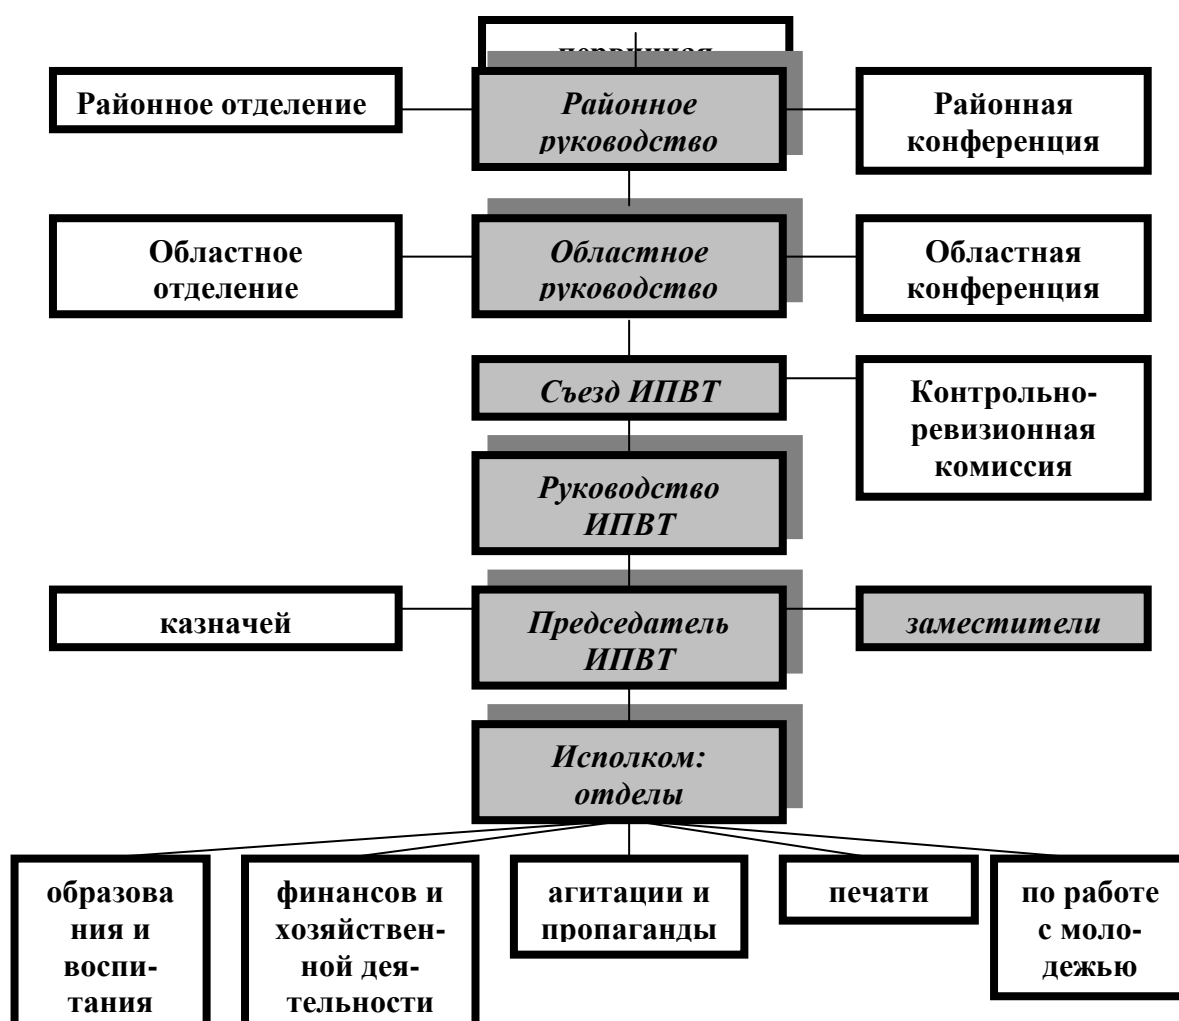 первичная
Районное отделение
Районное
руководство
Районная
конференция
Областное
отделение
Областное
руководство
Областная
конференция
Съезд ИПВТ
Контрольно-
ревизионная
комиссия
Руководство
ИПВТ
казначей
Председатель
ИПВТ
заместители
Исполком:
отделы
образова
ния и
воспи-
тания
финансов и
хозяйствен-
ной дея-
тельности
агитации и
пропаганды
печати
по работе
с моло-
дежью